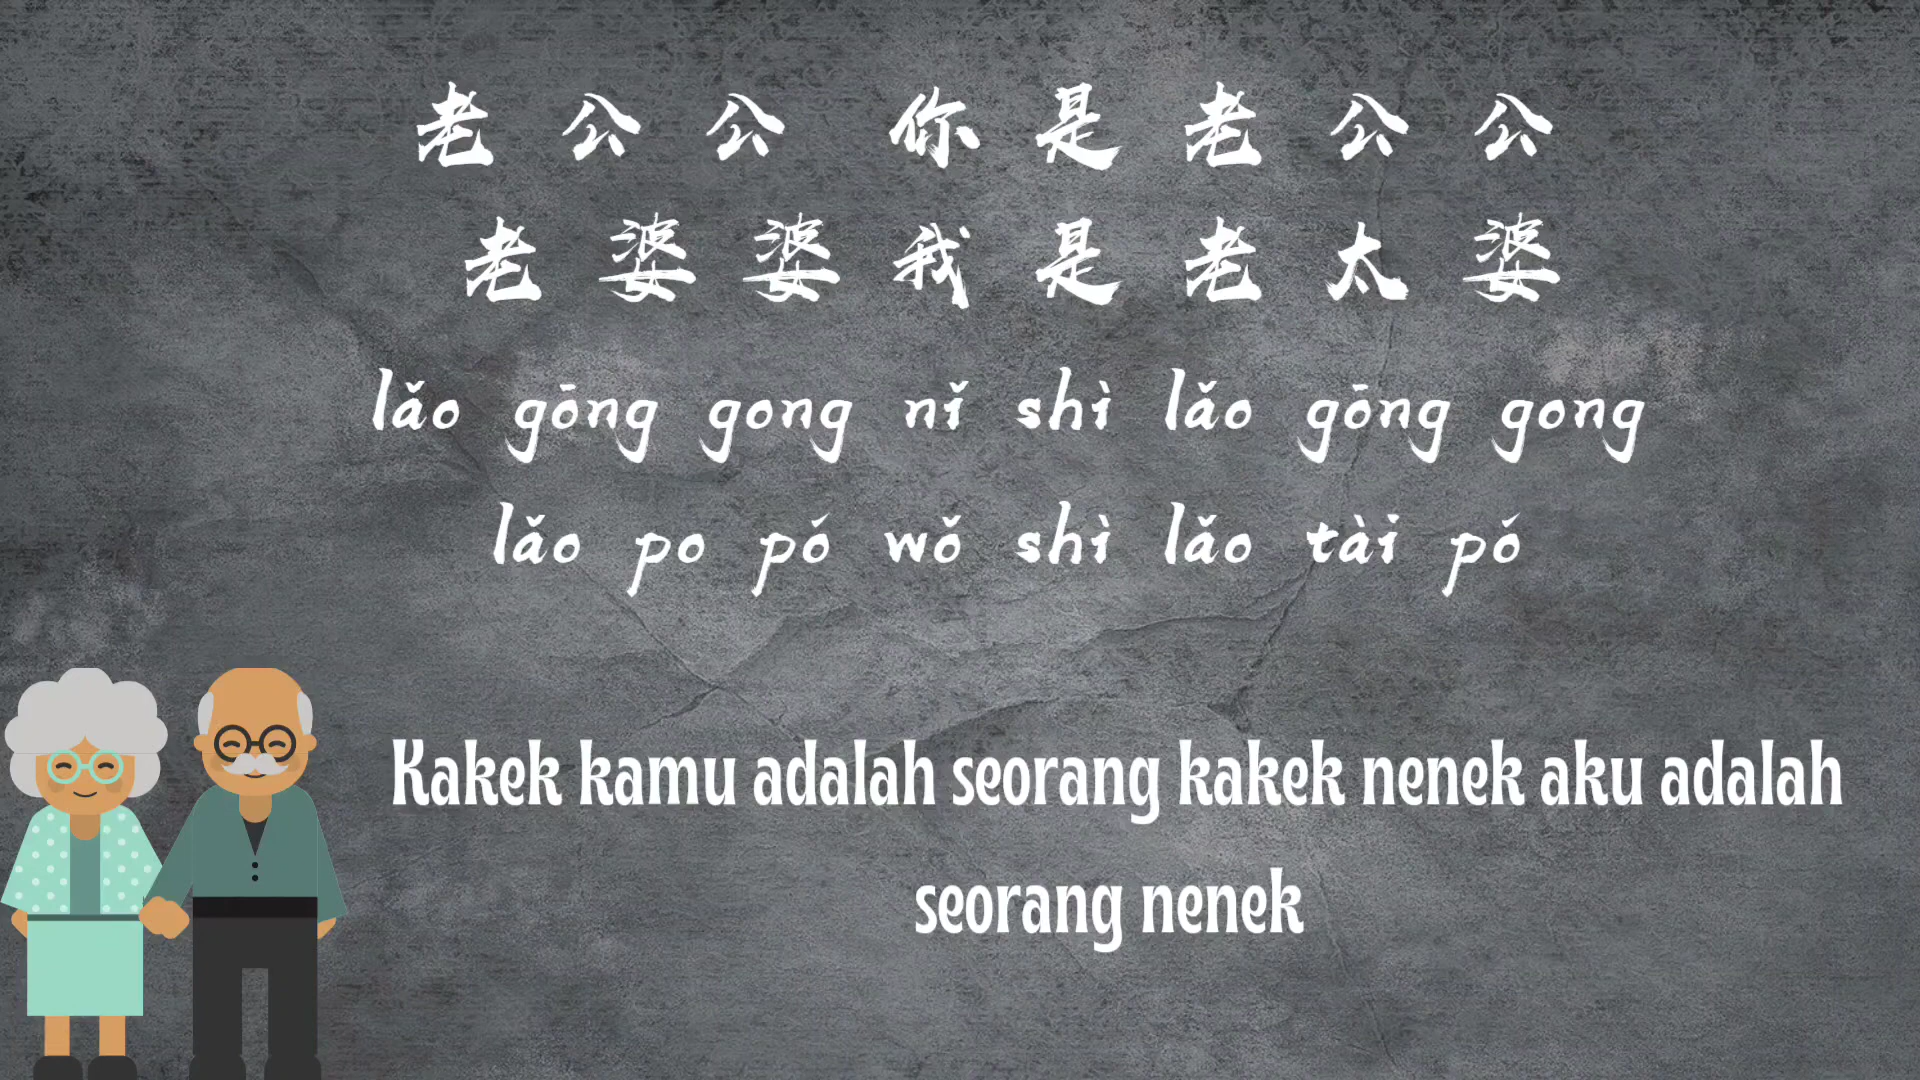 老公公 你是老公公
老婆婆我是老太婆
lǎo gōng gong nǐ shì lǎo gōng gong
lǎo po pó wǒ shì lǎo tài pó
Kakek kamu adalah seorang kakek nenek aku adalah
seorang nenek